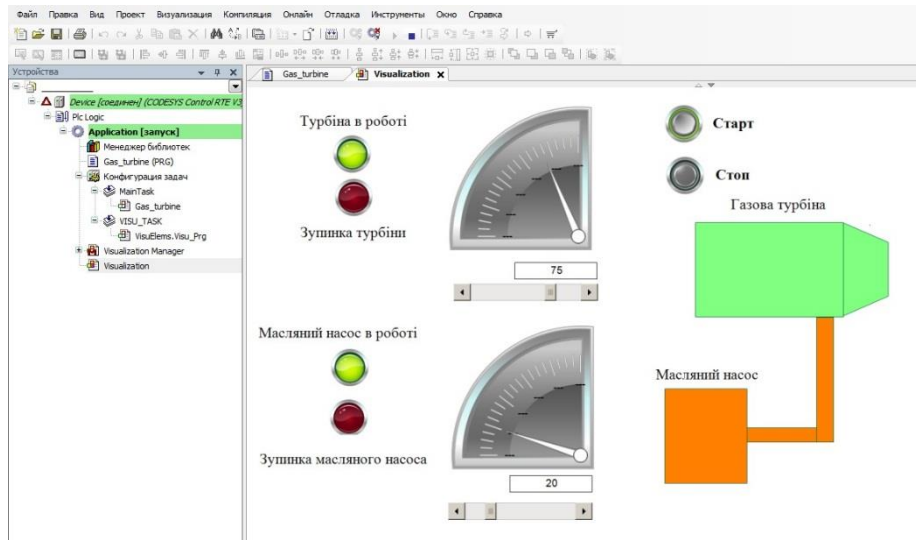 Файл Правка Вид Проект Визуализация Компиляция Онлайн Отладка Инструменты Окно Справка
Устройства
Device [соединен] (CODESYS Control RTE V3)
Plc Logic
Application [запуск]
Менеджер библиотек
Gas_turbine (PRG)
Конфигурация задач
MainTask
Gas_turbine
VISU_TASK
VisuElems.Visu_Prg
Visualization Manager
Visualization
Gas_turbine Visualization
Турбіна в роботі
Зупинка турбіни
75
Масляний насос в роботі
Зупинка масляного насоса
20
Старт
Стоп
Газова турбіна
Масляний насос